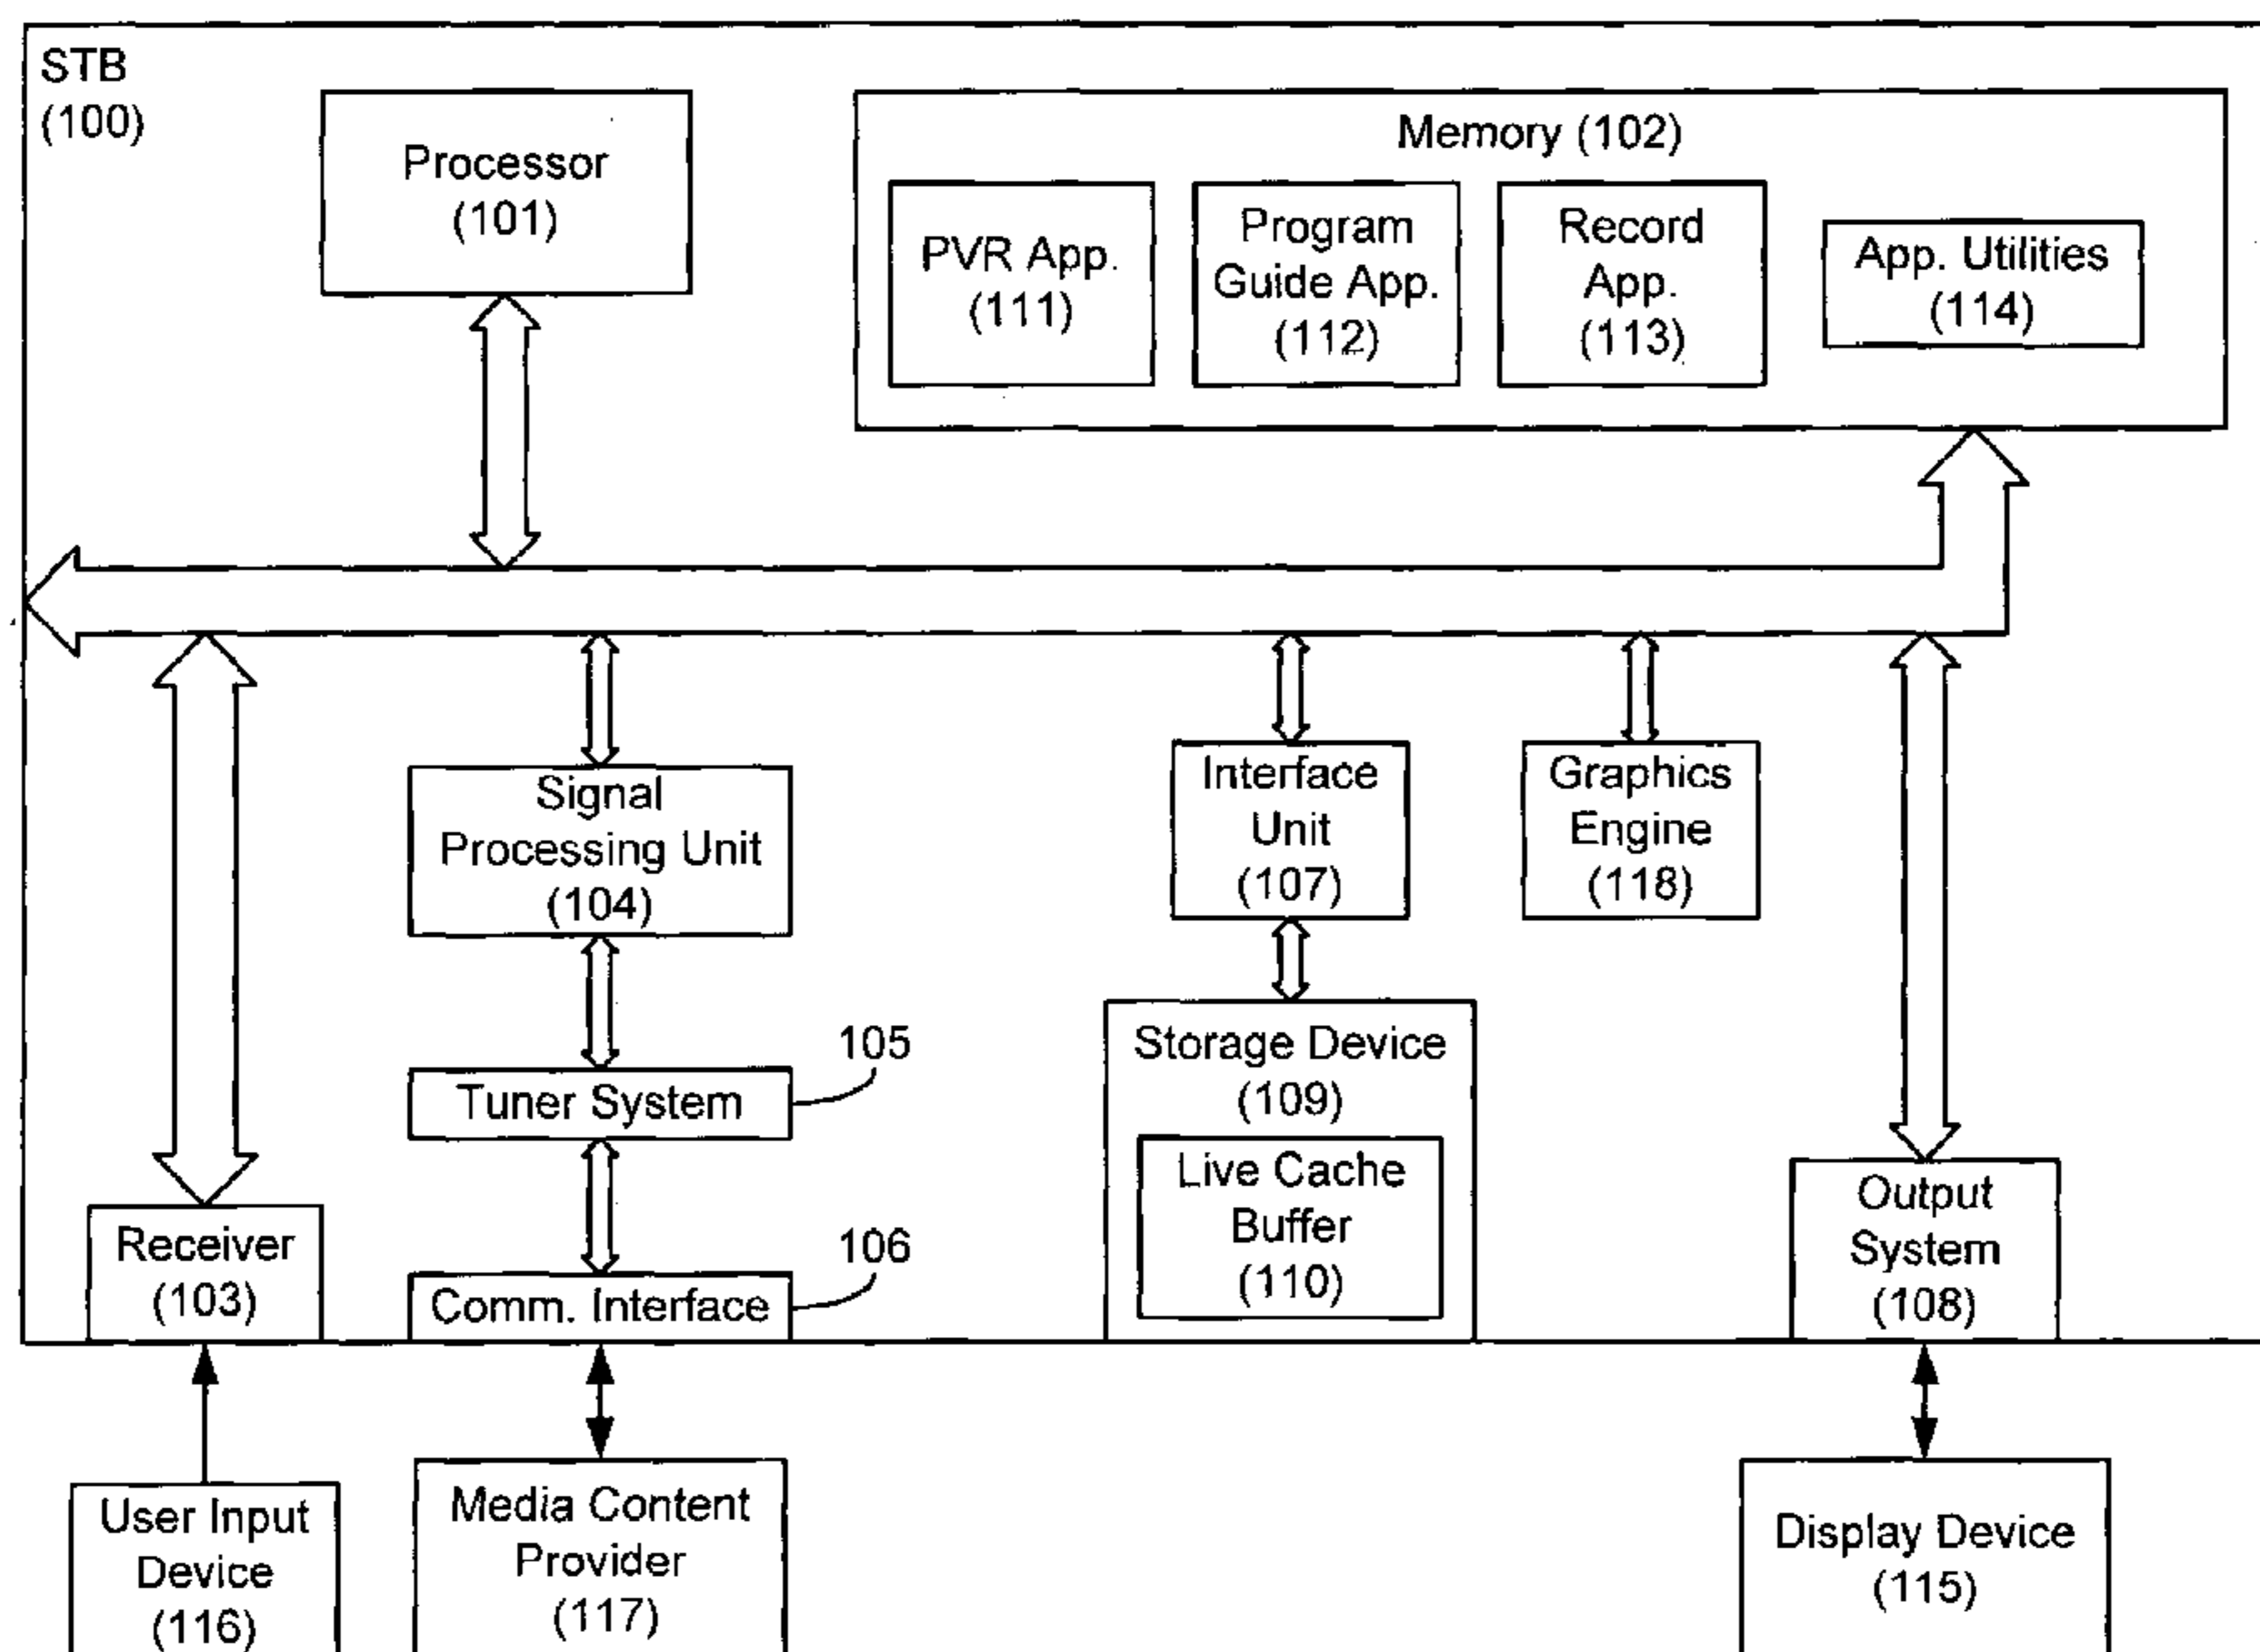 STB
(100)
Processor
(101)
Memory (102)
PVR App.
(111)
Program
Guide App.
(112)
Record
App.
(113)
App. Utilities
(114)
Signal
Processing Unit
(104)
Interface
Unit
(107)
Graphics
Engine
(118)
Tuner System
105
Storage Device
(109)
Live Cache
Buffer
(110)
Receiver
(103)
Comm. Interface
106
Output
System
(108)
User Input
Device
(116)
Media Content
Provider
(117)
Display Device
(115)